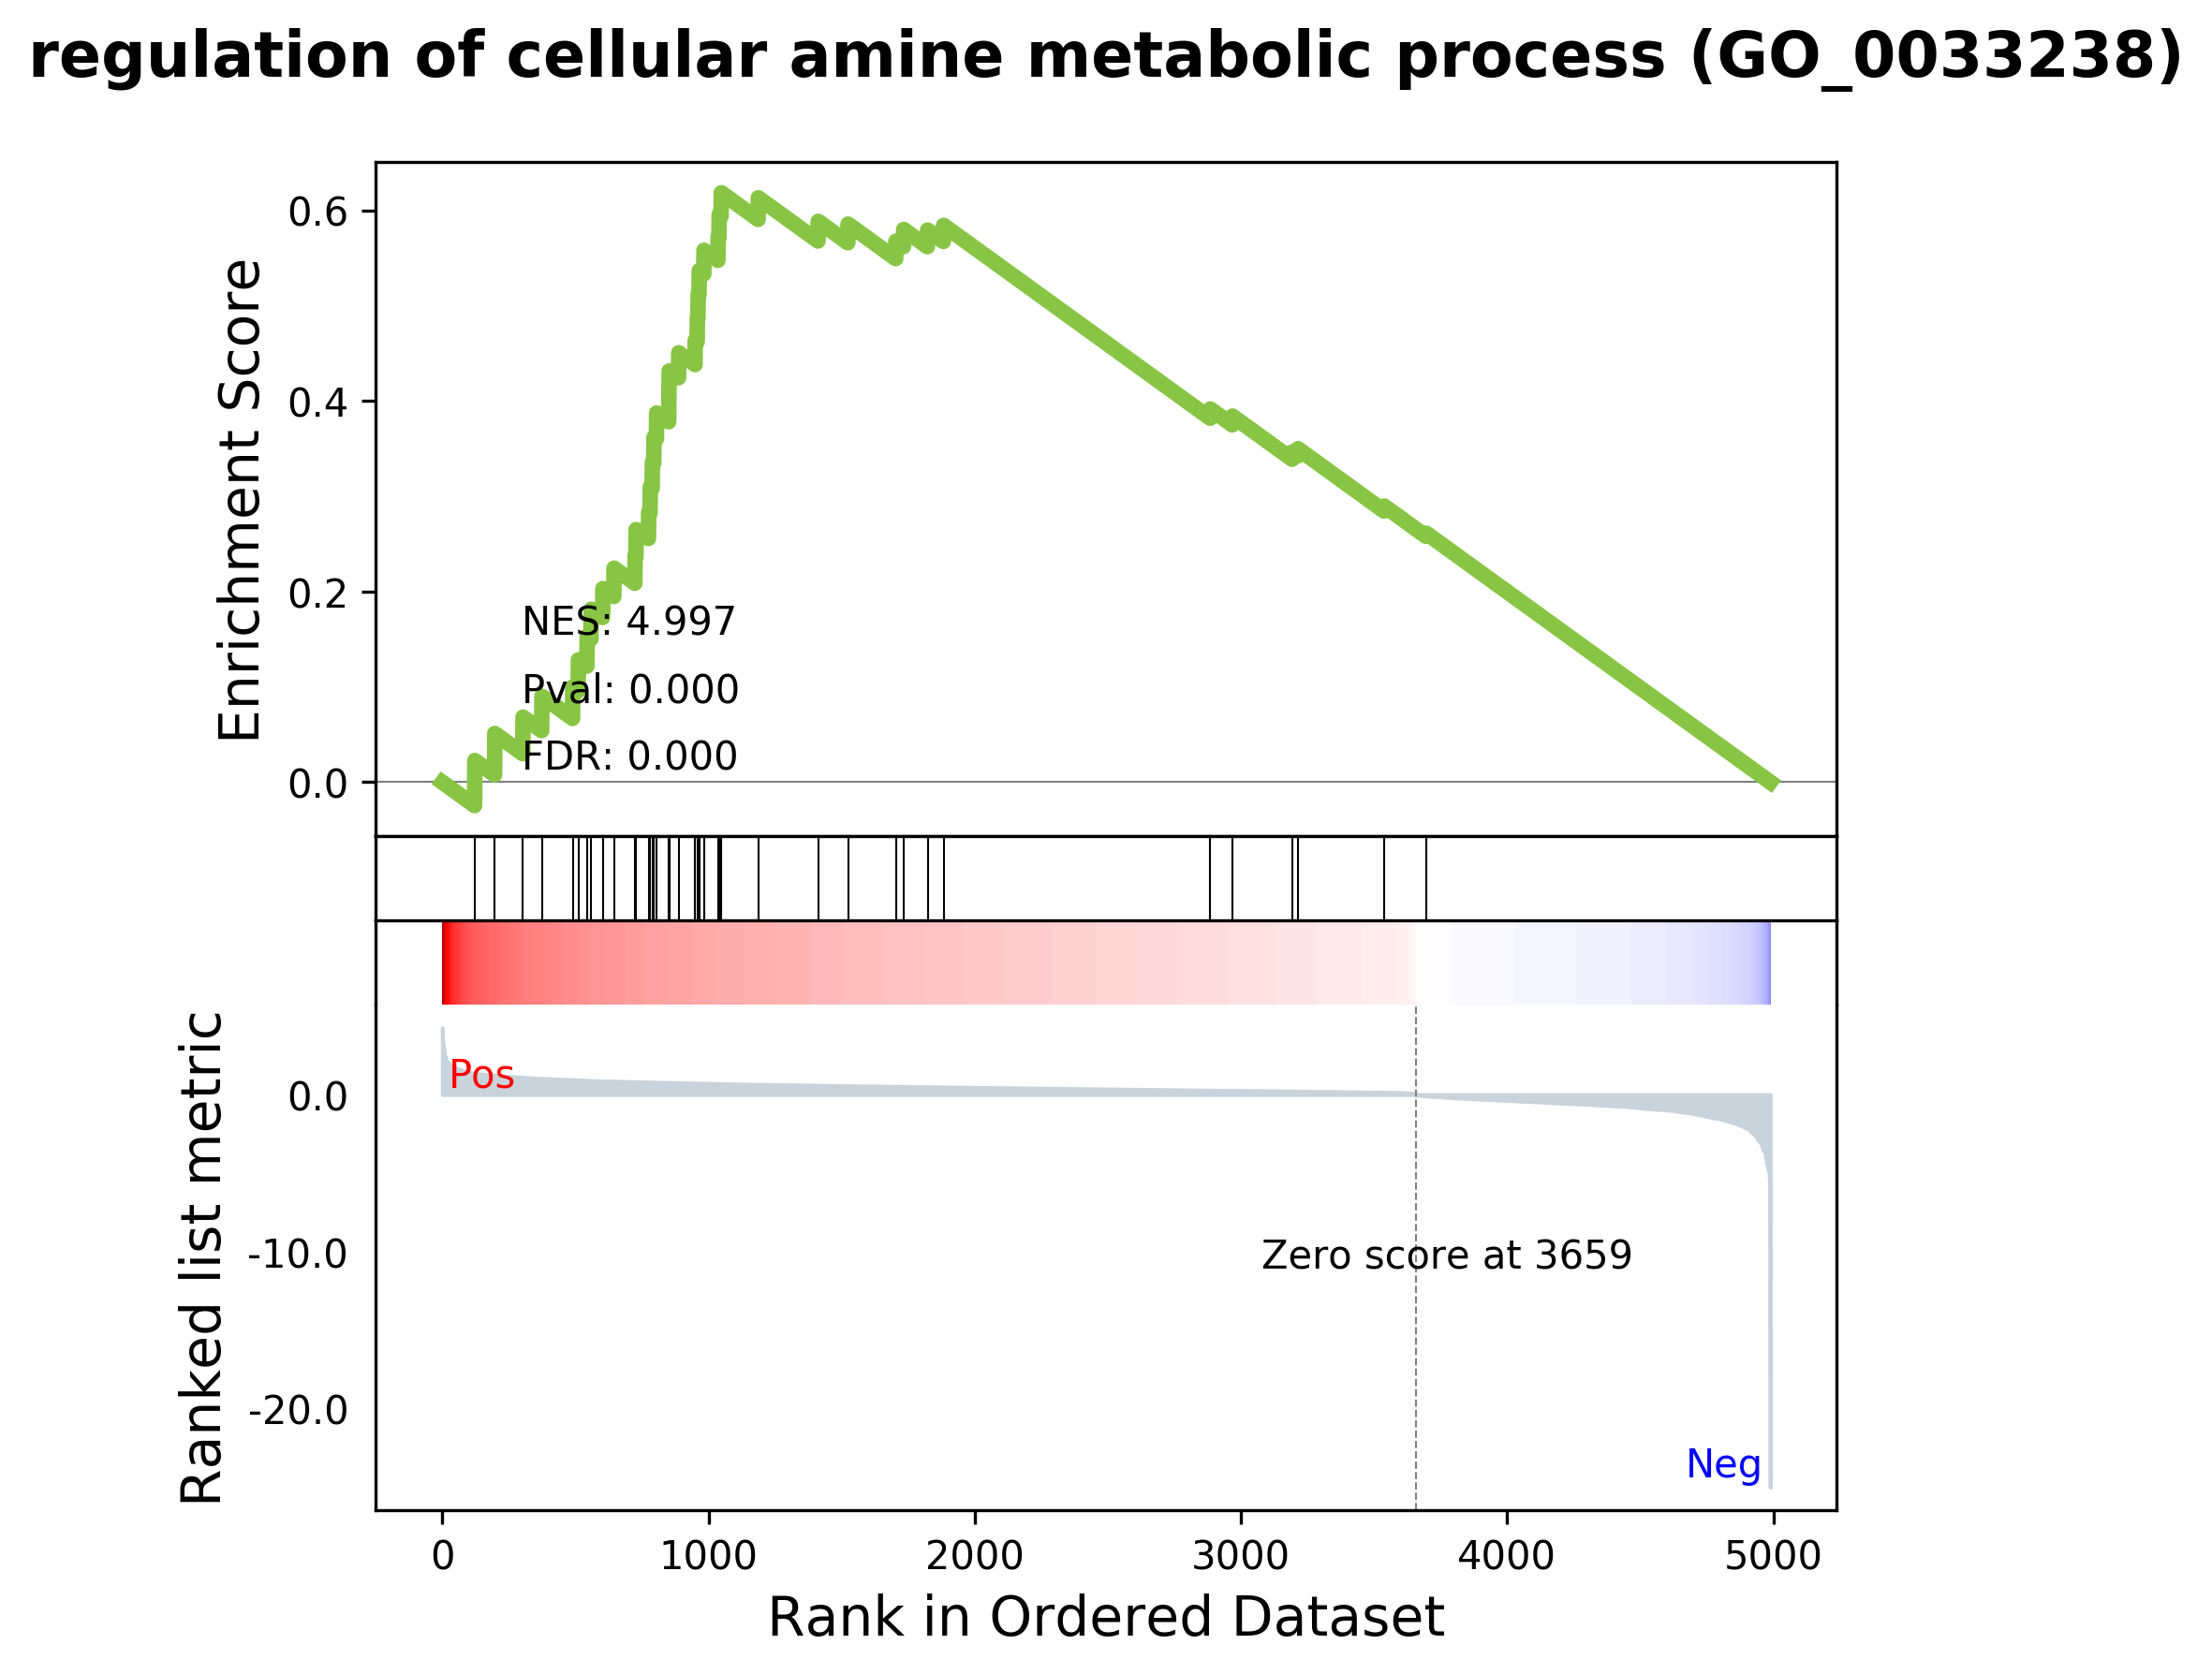 regulation of cellular amine metabolic process (GO_0033238)
Enrichment Score
0.6
0.4
0.2
0.0
NES: 4.997
Pval: 0.000
FDR: 0.000
Ranked list metric
0.0
-10.0
-20.0
Pos
Zero score at 3659
Neg
0 1000 2000 3000 4000 5000
Rank in Ordered Dataset